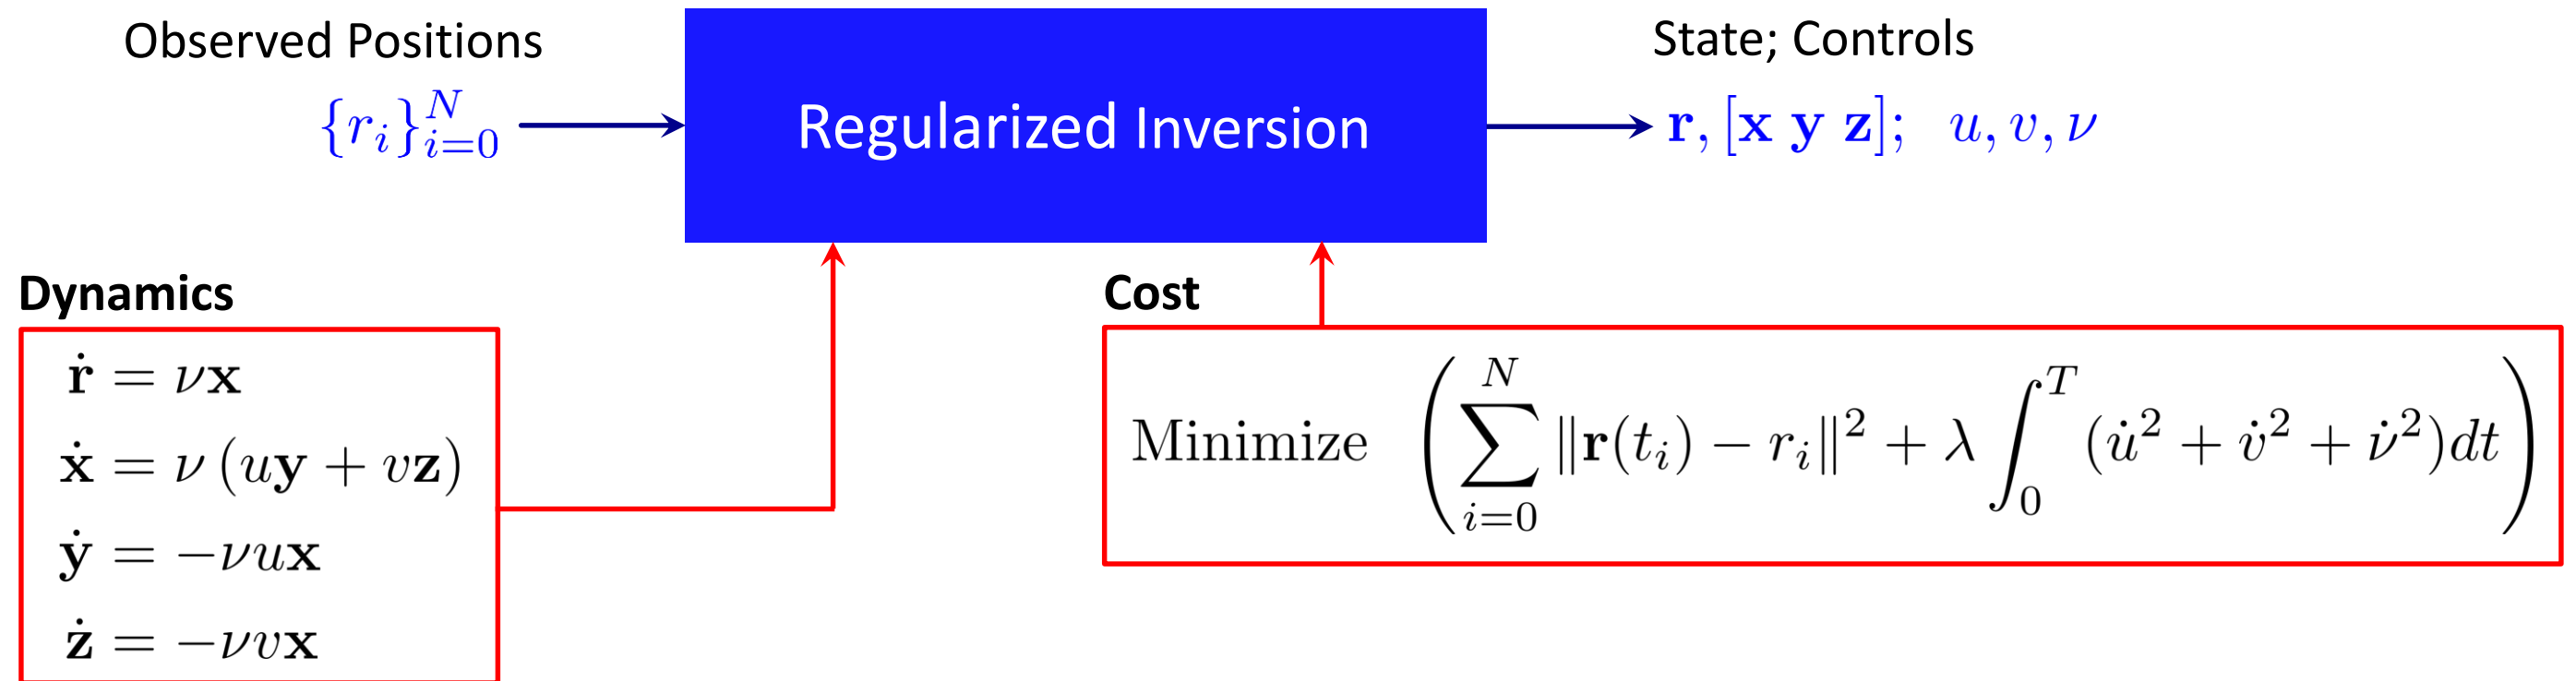 Observed Positions
{r_i}_{i=0}^N
Regularized Inversion
State; Controls
𝐫, [𝐱 𝐲 𝐳]; u, v, ν
Dynamics
𝐫̇ = ν𝐱
𝐱̇ = ν (u𝐲 + v𝐳)
𝐲̇ = −νu𝐱
𝐳̇ = −νv𝐱
Cost
Minimize ( ∑_{i=0}^N ‖𝐫(t_i) − r_i‖² + λ ∫_0^T (u̇² + v̇² + ν̇²)dt )